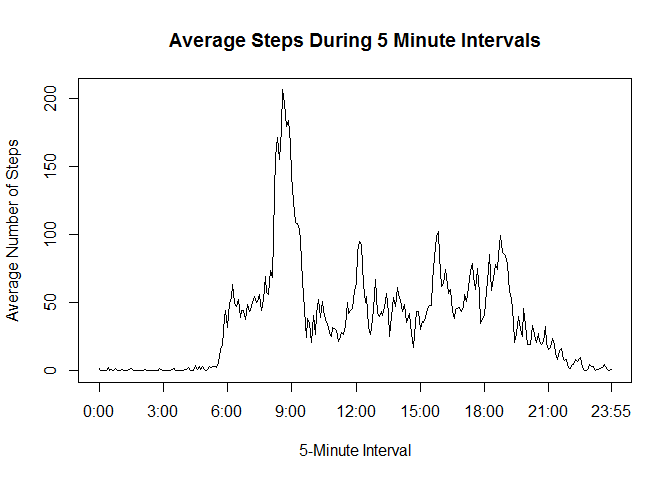 Average Steps During 5 Minute Intervals
Average Number of Steps
200
150
100
50
0
0:00 3:00 6:00 9:00 12:00 15:00 18:00 21:00 23:55
5-Minute Interval